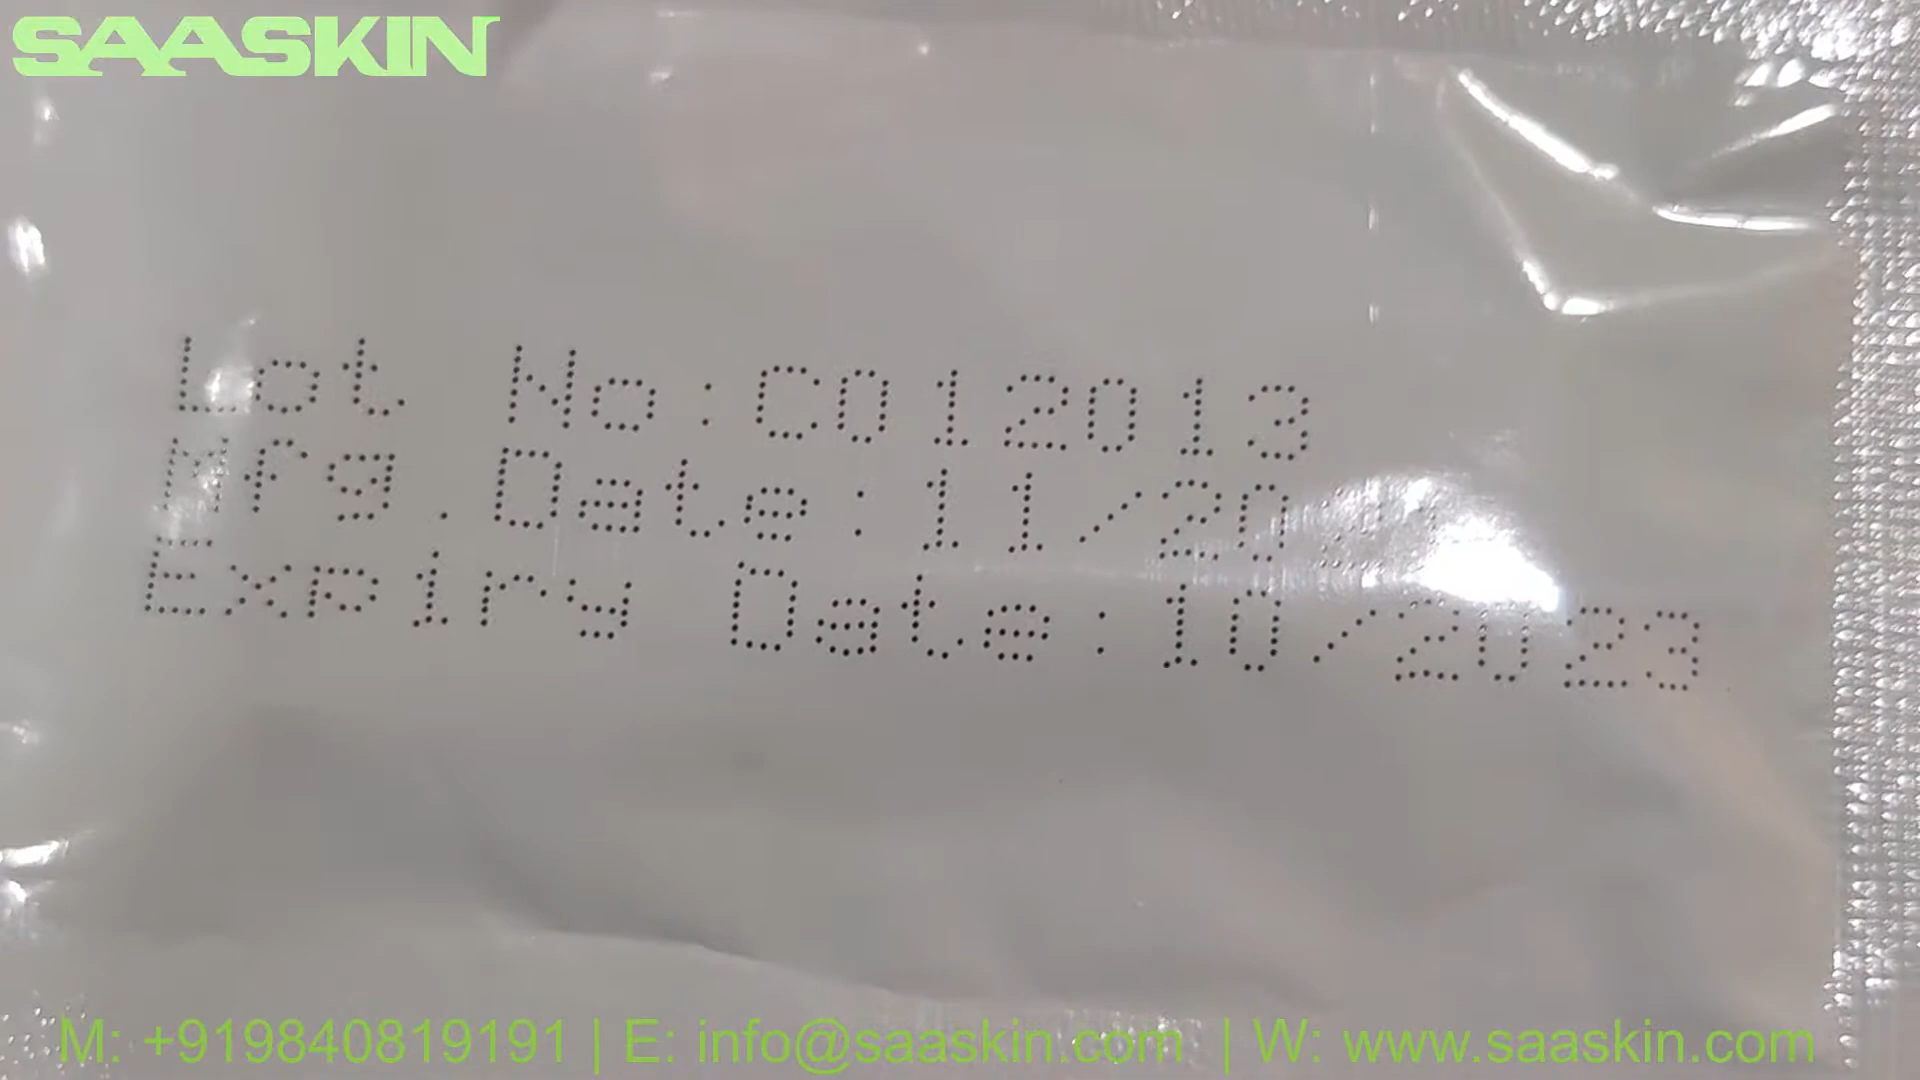 SAASKIN
Lot No:C012013
Mfg.Date:11/20
Expiry Date:10/2023
M: +919840819191 | E: info@saaskin.com | W: www.saaskin.com